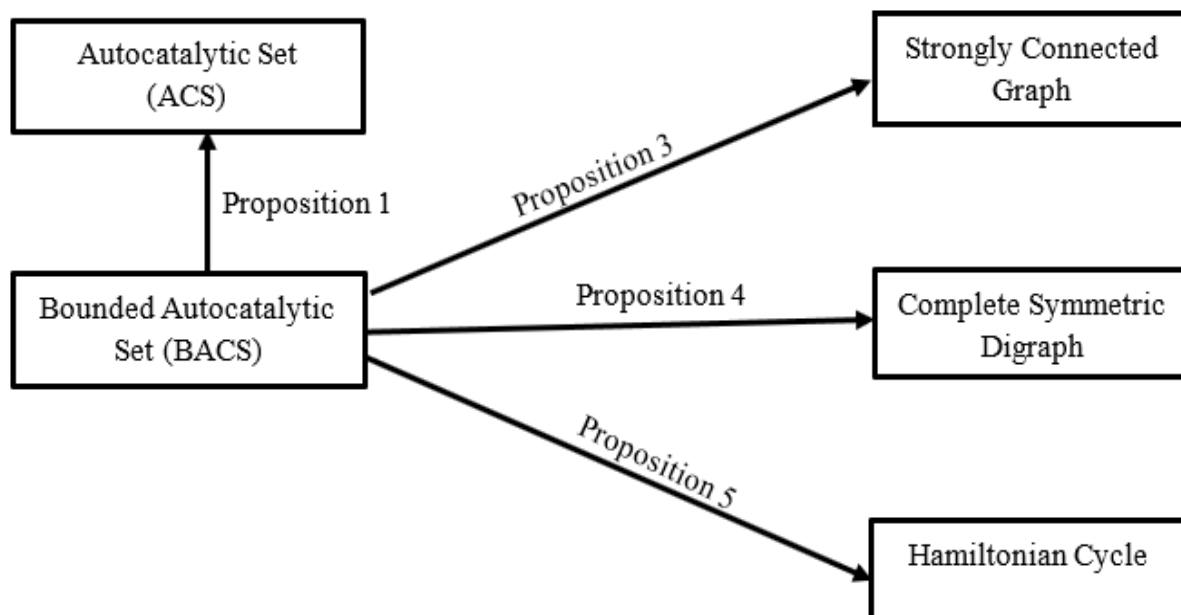 Autocatalytic Set
(ACS)
Strongly Connected
Graph
Proposition 3
Proposition 1
Bounded Autocatalytic
Set (BACS)
Proposition 4
Complete Symmetric
Digraph
Proposition 5
Hamiltonian Cycle